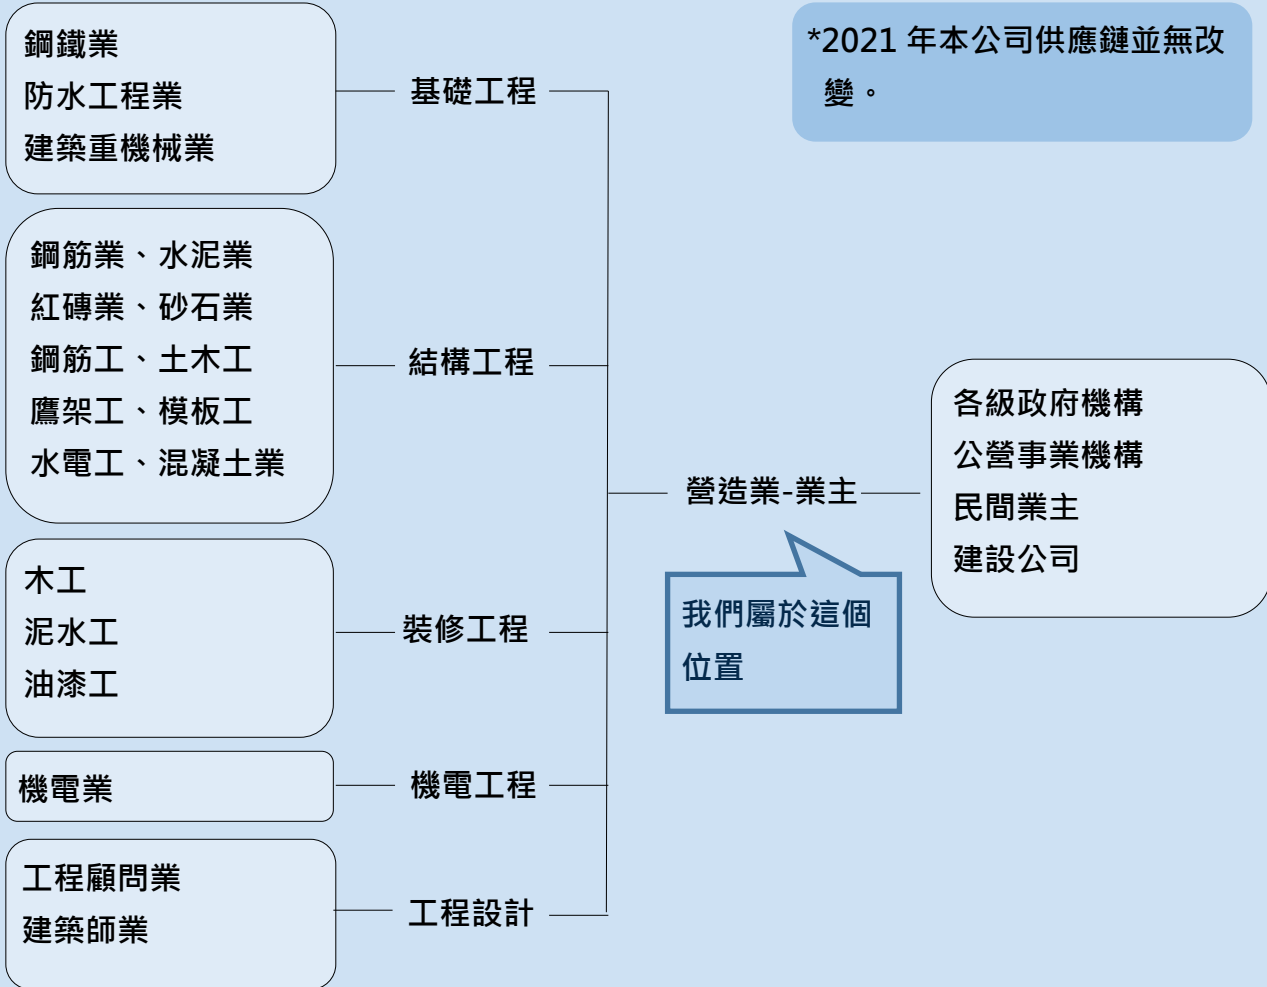 鋼鐵業
防水工程業
建築重機械業
基礎工程
*2021 年本公司供應鏈並無改
變。
鋼筋業、水泥業
紅磚業、砂石業
鋼筋工、土木工
鷹架工、模板工
水電工、混凝土業
結構工程
木工
泥水工
油漆工
裝修工程
機電業
機電工程
工程顧問業
建築師業
工程設計
營造業-業主
我們屬於這個
位置
各級政府機構
公營事業機構
民間業主
建設公司